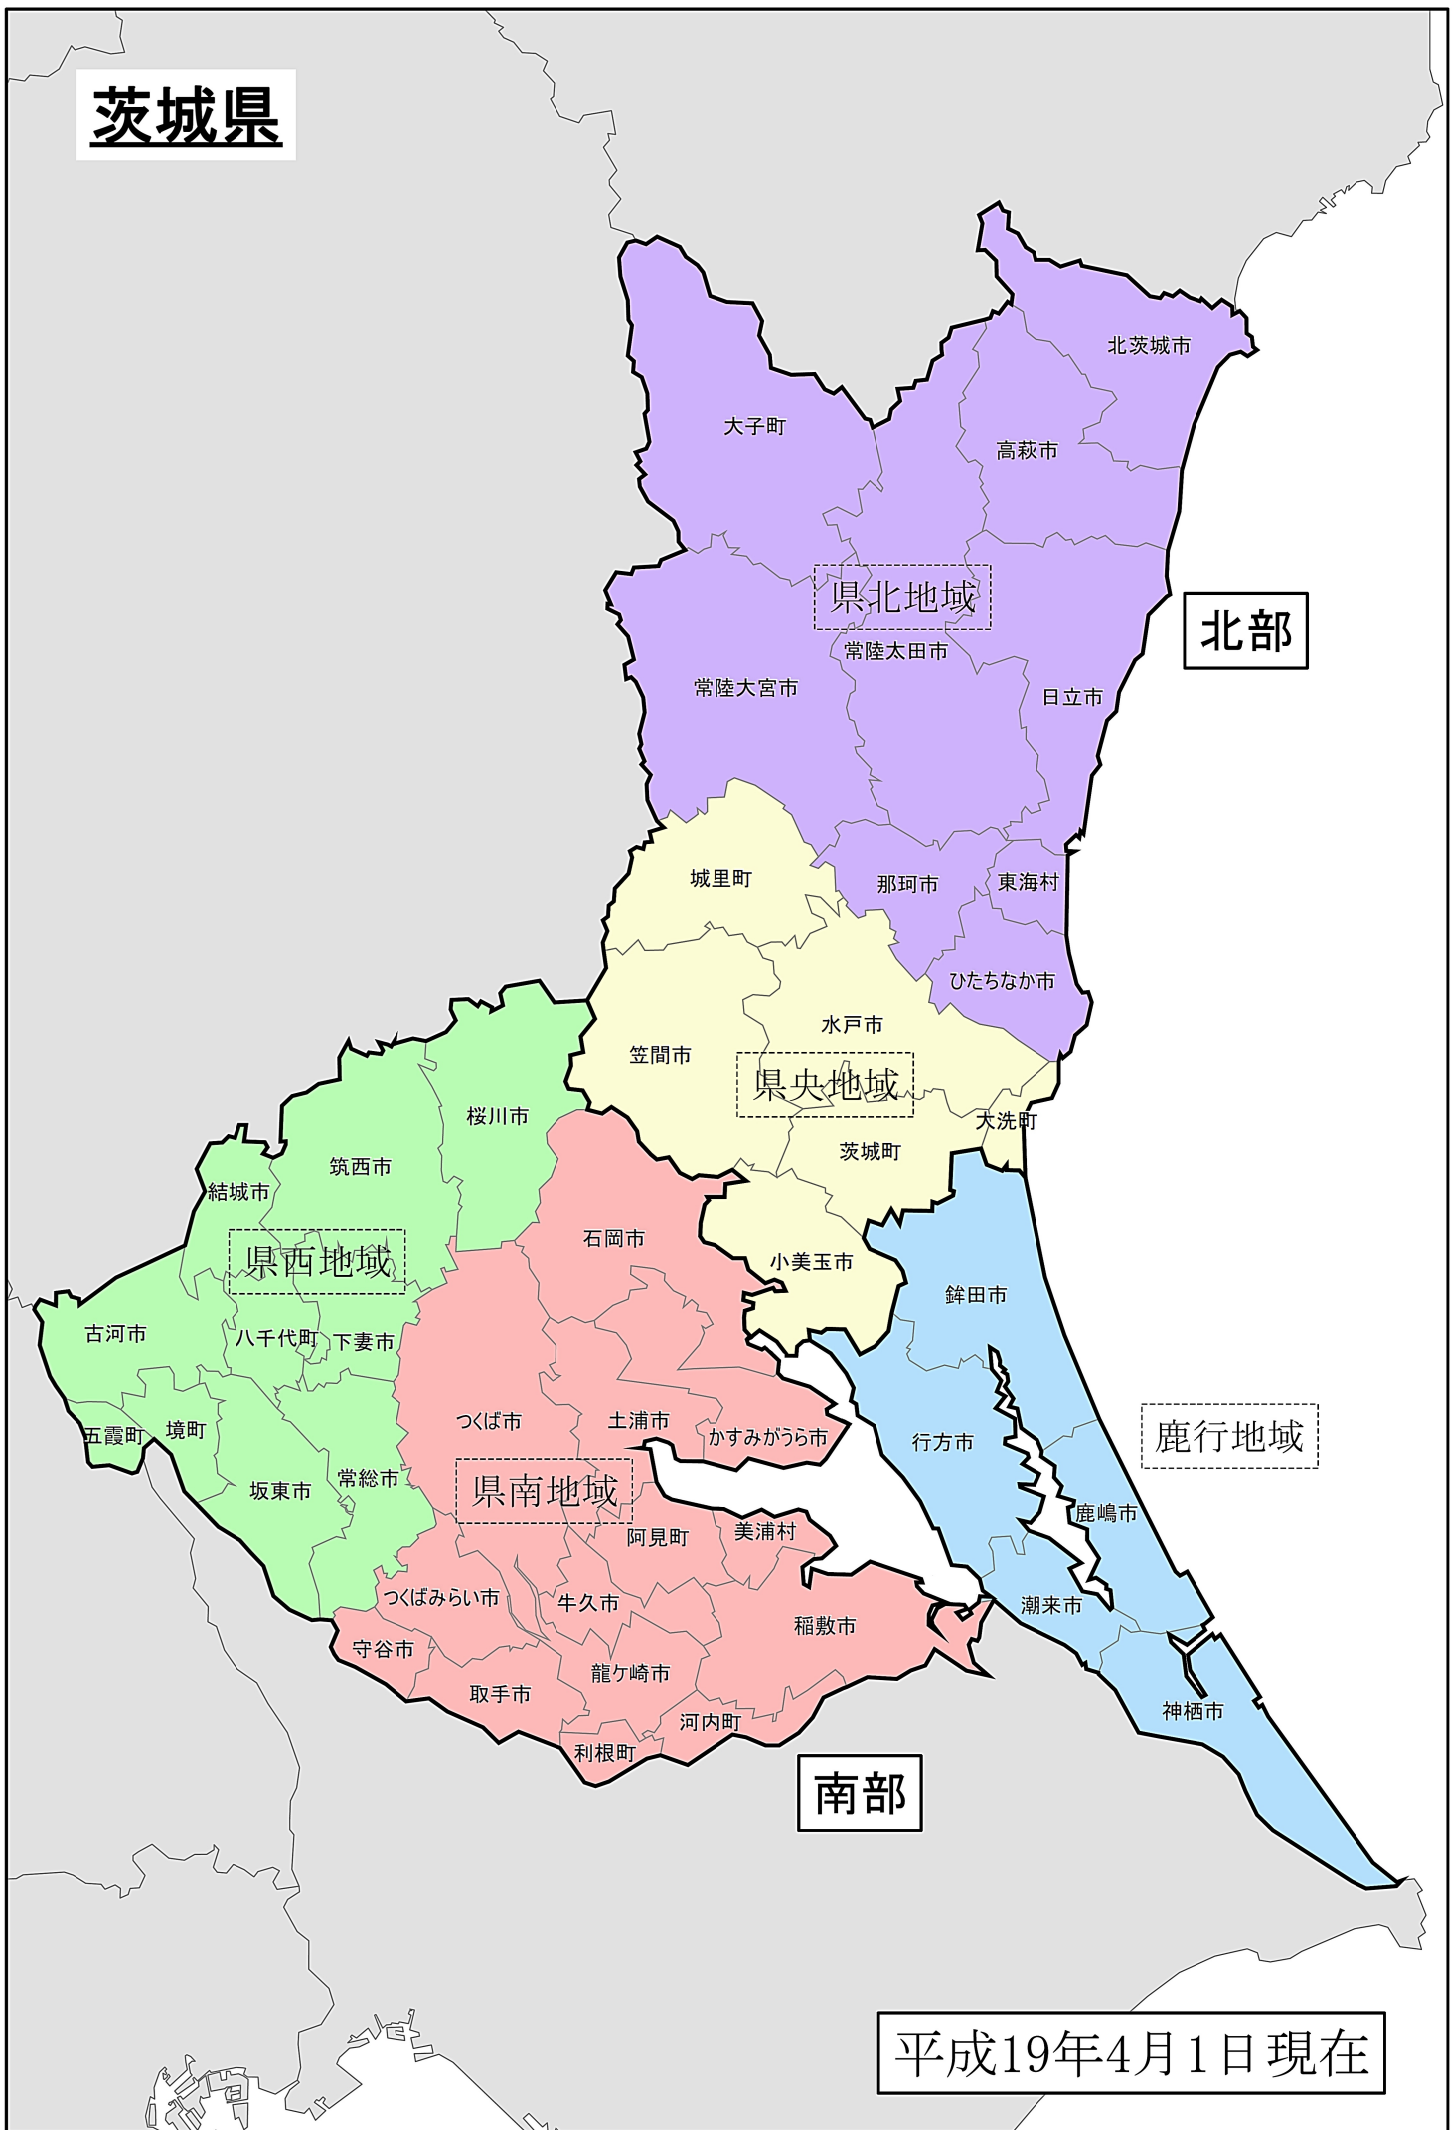 茨城県
北茨城市
大子町
高萩市
県北地域
北部
常陸太田市
常陸大宮市
日立市
城里町
那珂市
東海村
ひたちなか市
水戸市
笠間市
県央地域
桜川市
大洗町
茨城町
筑西市
結城市
石岡市
県西地域
小美玉市
鉾田市
古河市
八千代町
下妻市
つくば市
土浦市
かすみがうら市
五霞町
境町
行方市
鹿行地域
坂東市
常総市
県南地域
鹿嶋市
阿見町
美浦村
つくばみらい市
牛久市
潮来市
稲敷市
守谷市
龍ケ崎市
取手市
神栖市
河内町
利根町
南部
平成19年4月1日現在